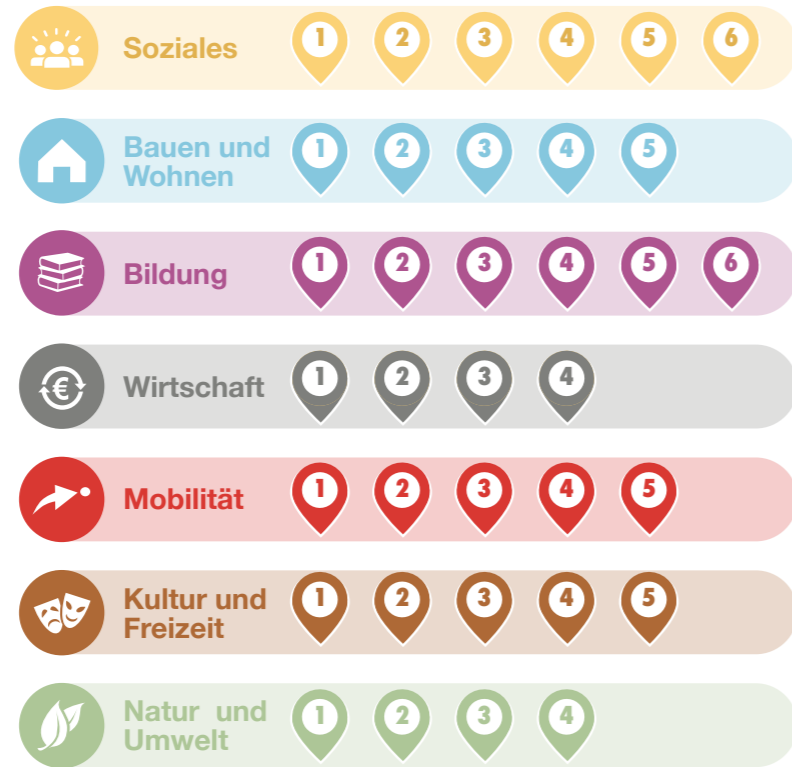 Soziales 1 2 3 4 5 6
Bauen und 1 2 3 4 5
Wohnen
Bildung 1 2 3 4 5 6
€ Wirtschaft 1 2 3 4
Mobilität 1 2 3 4 5
Kultur und 1 2 3 4 5
Freizeit
Natur und 1 2 3 4
Umwelt